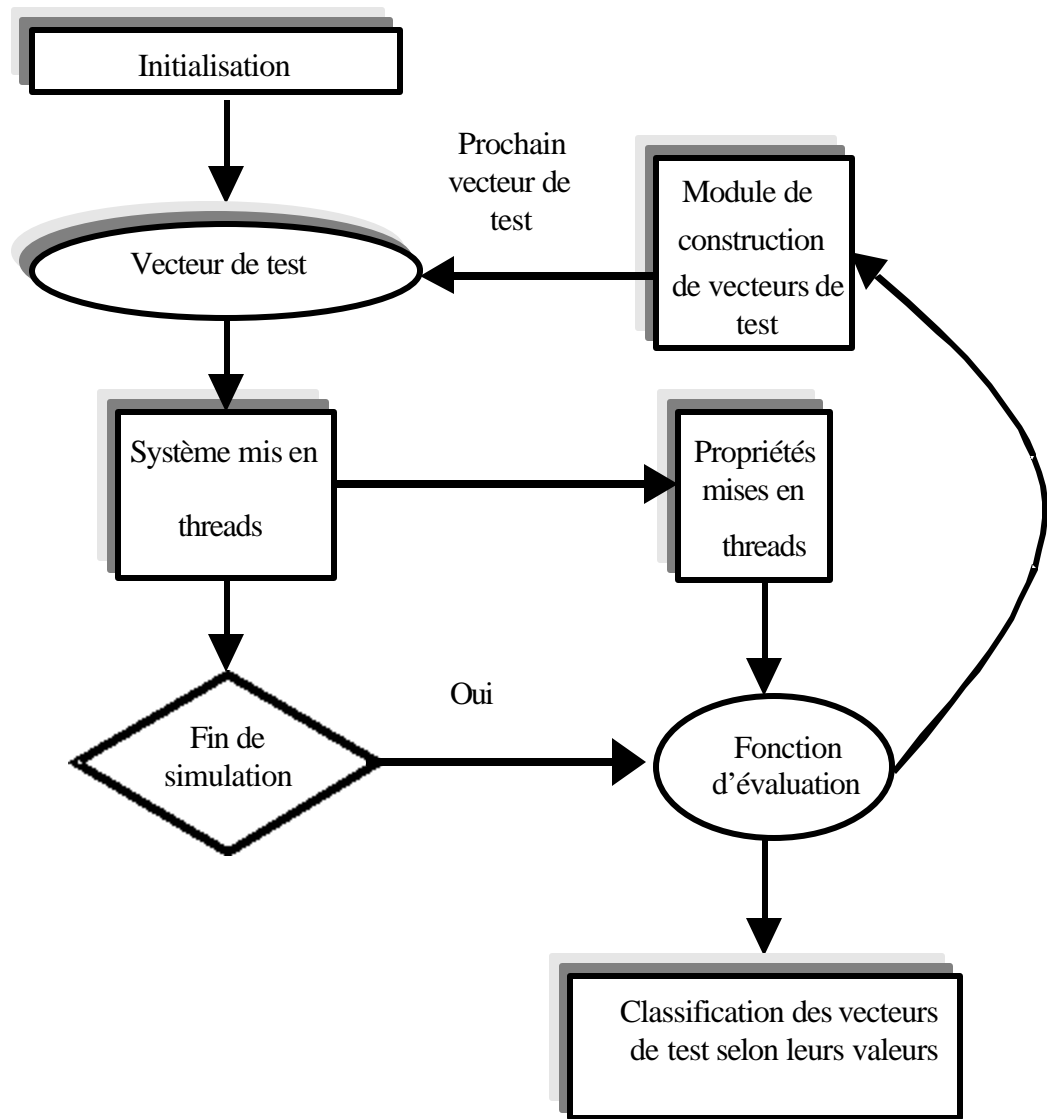 Initialisation
Prochain
vecteur de
test
Module de
construction
de vecteurs de
test
Vecteur de test
Système mis en
threads
Propriétés
mises en
threads
Fin de
simulation
Oui
Fonction
d’évaluation
Classification des vecteurs
de test selon leurs valeurs